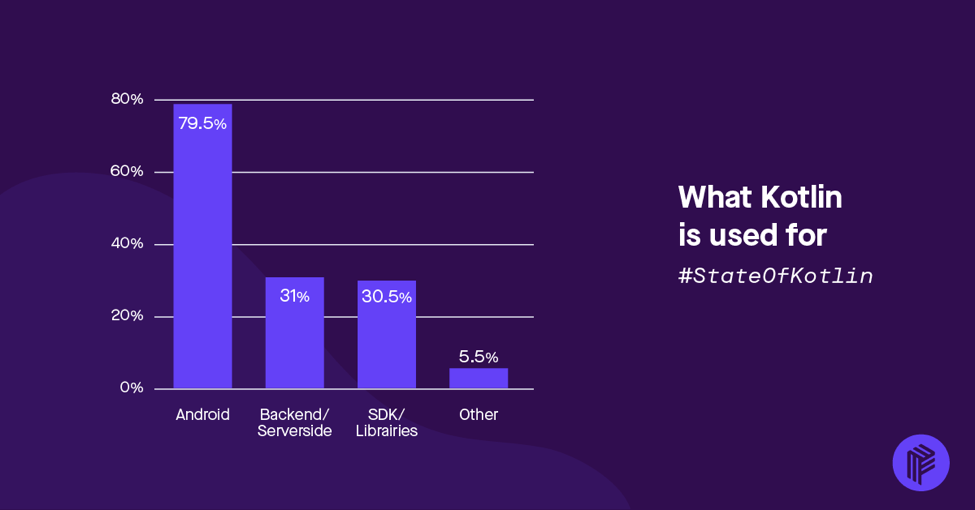 80%
60%
40%
20%
0%
79.5%
31%
30.5%
5.5%
Android
Backend/
Serverside
SDK/
Librairies
Other
What Kotlin
is used for
#StateOfKotlin